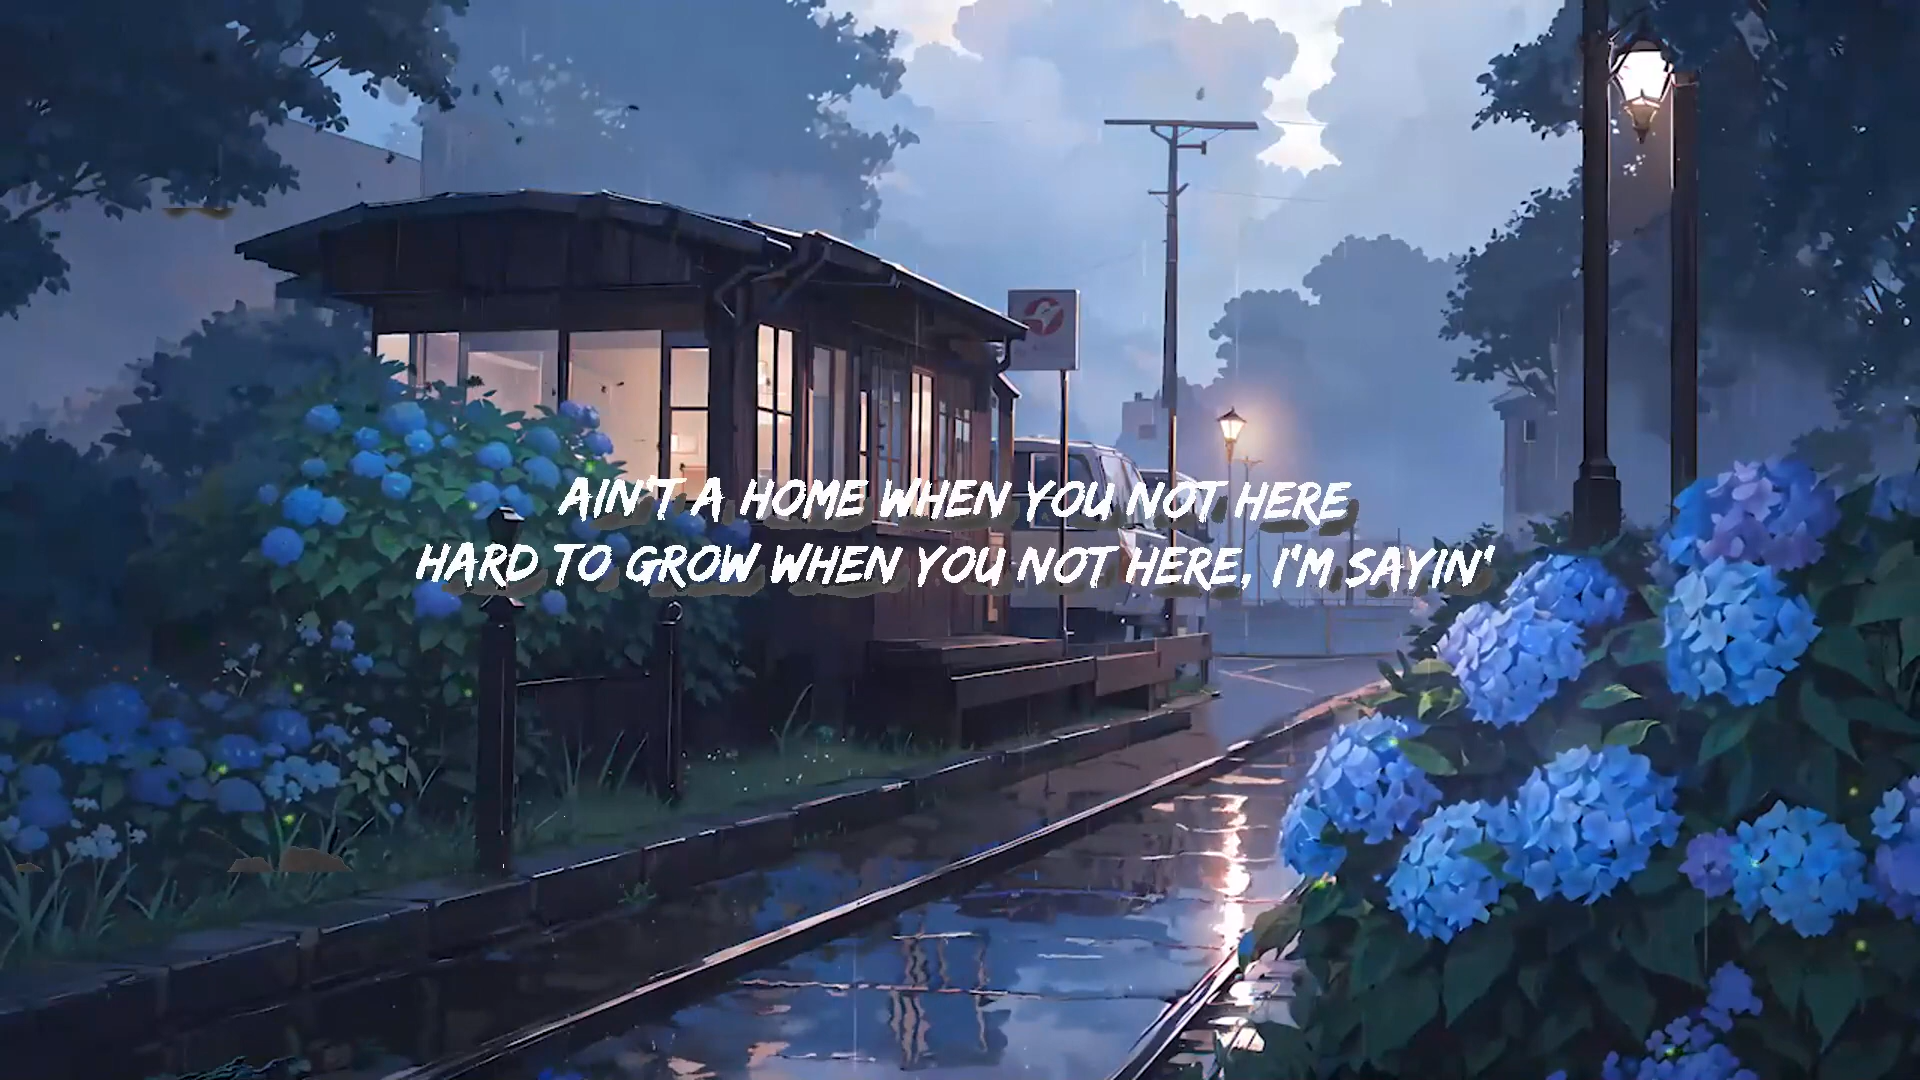 AIN'T A HOME WHEN YOU NOT HERE
HARD TO GROW WHEN YOU NOT HERE, I'M SAYIN'